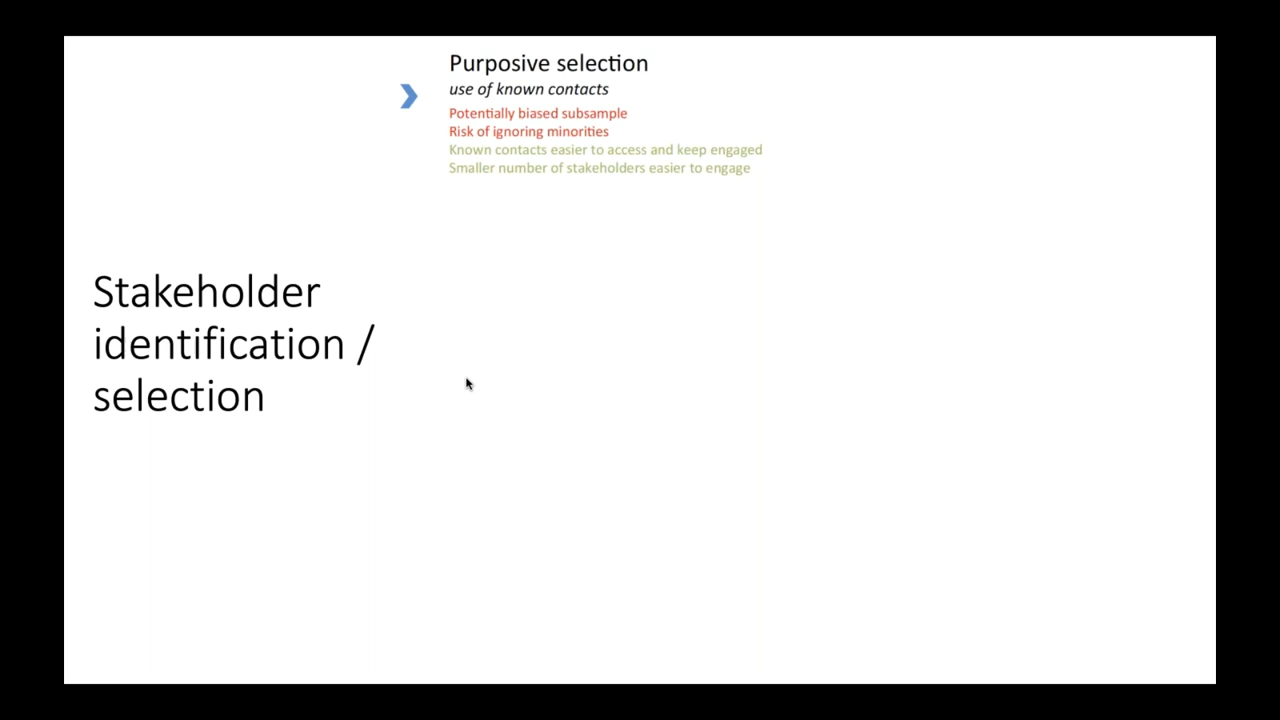 Purposive selection
use of known contacts
Potentially biased subsample
Risk of ignoring minorities
Known contacts easier to access and keep engaged
Smaller number of stakeholders easier to engage
Stakeholder
identification /
selection